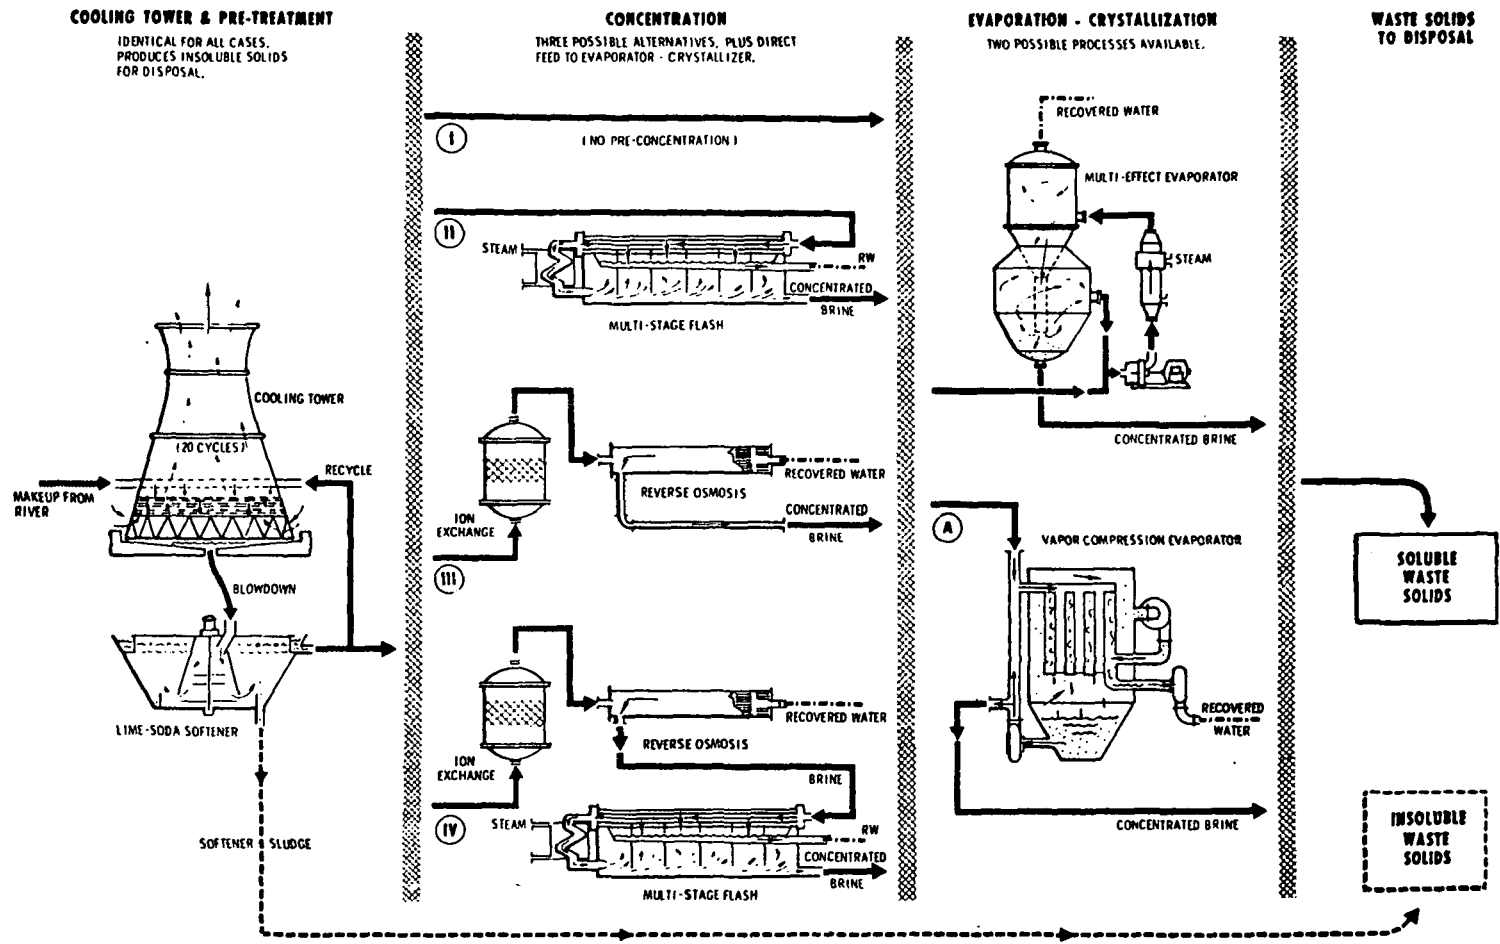 COOLING TOWER & PRE-TREATMENT
IDENTICAL FOR ALL CASES.
PRODUCES INSOLUBLE SOLIDS
FOR DISPOSAL.
CONCENTRATION
THREE POSSIBLE ALTERNATIVES, PLUS DIRECT
FEED TO EVAPORATOR - CRYSTALLIZER.
EVAPORATION - CRYSTALLIZATION
TWO POSSIBLE PROCESSES AVAILABLE.
WASTE SOLIDS
TO DISPOSAL
COOLING TOWER
(20 CYCLES)
RECYCLE
MAKEUP FROM
RIVER
BLOWDOWN
LIME-SODA SOFTENER
SOFTENER SLUDGE
I
(NO PRE-CONCENTRATION)
II
STEAM
RW
CONCENTRATED
BRINE
MULTI-STAGE FLASH
ION
EXCHANGE
REVERSE OSMOSIS
RECOVERED WATER
CONCENTRATED
BRINE
III
ION
EXCHANGE
REVERSE OSMOSIS
RECOVERED WATER
BRINE
IV
STEAM
RW
CONCENTRATED
BRINE
MULTI-STAGE FLASH
RECOVERED WATER
MULTI-EFFECT EVAPORATOR
STEAM
CONCENTRATED BRINE
A
VAPOR COMPRESSION EVAPORATOR
RECOVERED
WATER
CONCENTRATED BRINE
SOLUBLE
WASTE
SOLIDS
INSOLUBLE
WASTE
SOLIDS